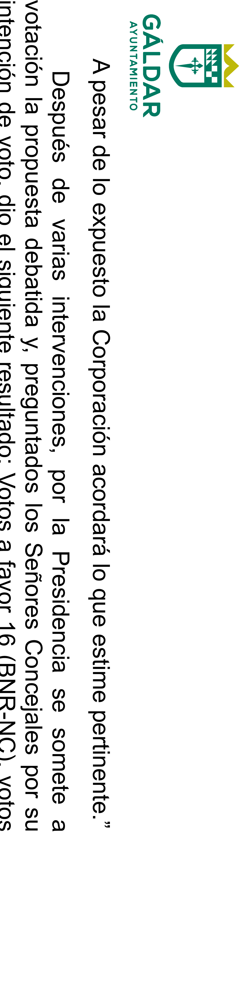 GÁLDAR
AYUNTAMIENTO
A pesar de lo expuesto la Corporación acordará lo que estime pertinente.”
Después de varias intervenciones, por la Presidencia se somete a
votación la propuesta debatida y, preguntados los Señores Concejales por su
intención de voto, dio el siguiente resultado: Votos a favor 16 (BNR-NC), votos